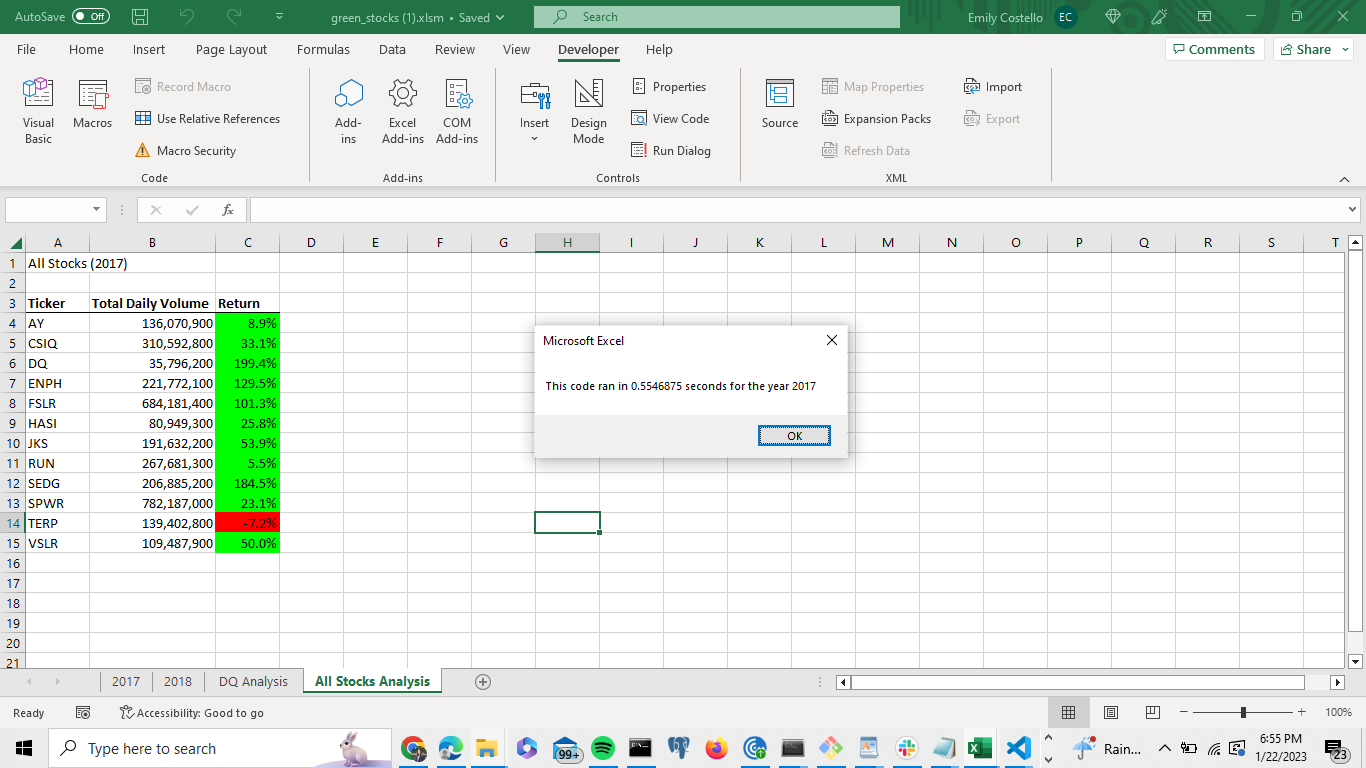 AutoSave Off green_stocks (1).xlsm • Saved Search Emily Costello EC
File Home Insert Page Layout Formulas Data Review View Developer Help Comments Share
Visual Basic
Macros
Record Macro
Use Relative References
Macro Security
Code
Add-ins
Excel Add-ins
COM Add-ins
Add-ins
Insert
Design Mode
Properties
View Code
Run Dialog
Controls
Source
Map Properties
Expansion Packs
Refresh Data
Import
Export
XML
fx
A B C D E F G H I J K L M N O P Q R S T
1 All Stocks (2017)
2
3 Ticker Total Daily Volume Return
4 AY 136,070,900 8.9%
5 CSIQ 310,592,800 33.1%
6 DQ 35,796,200 199.4%
7 ENPH 221,772,100 129.5%
8 FSLR 684,181,400 101.3%
9 HASI 80,949,300 25.8%
10 JKS 191,632,200 53.9%
11 RUN 267,681,300 5.5%
12 SEDG 206,885,200 184.5%
13 SPWR 782,187,000 23.1%
14 TERP 139,402,800 -7.2%
15 VSLR 109,487,900 50.0%
16
17
18
19
20
21
Microsoft Excel
This code ran in 0.5546875 seconds for the year 2017
OK
2017 2018 DQ Analysis All Stocks Analysis
Ready Accessibility: Good to go 100%
Type here to search 99+ Rain... 6:55 PM
1/22/2023 23